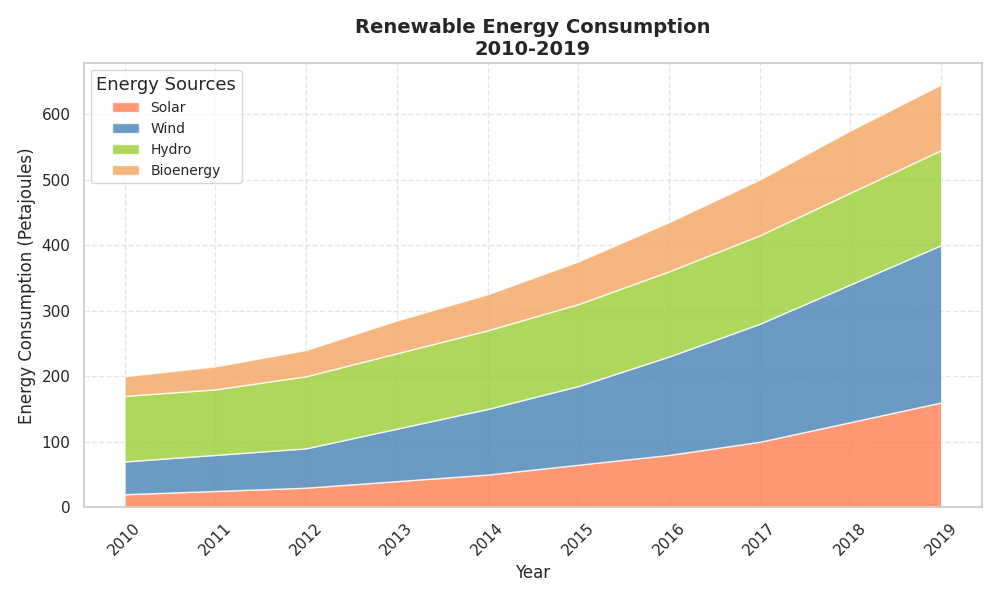 Renewable Energy Consumption
2010-2019
Energy Sources
Solar
Wind
Hydro
Bioenergy
Energy Consumption (Petajoules)
600
500
400
300
200
100
0
2010
2011
2012
2013
2014
2015
2016
2017
2018
2019
Year